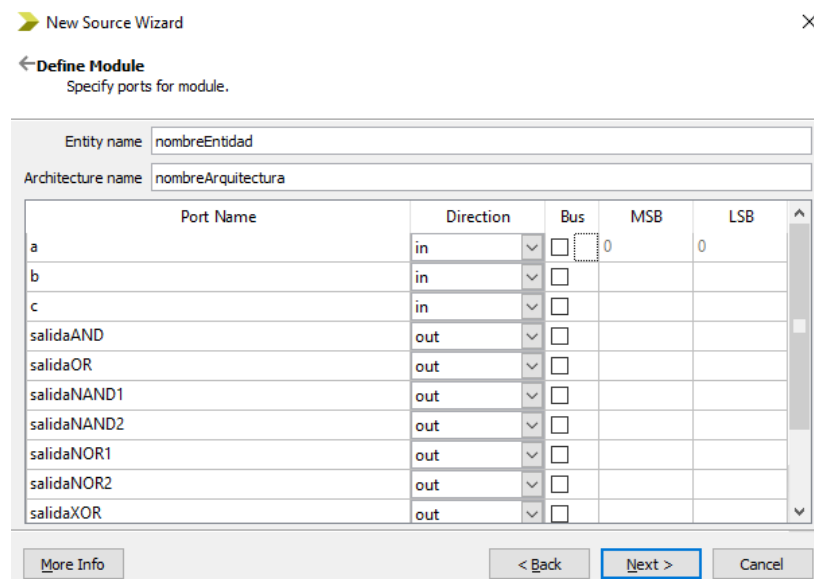 New Source Wizard
Define Module
Specify ports for module.
Entity name nombreEntidad
Architecture name nombreArquitectura
Port Name Direction Bus MSB LSB
a in 0 0
b in
c in
salidaAND out
salidaOR out
salidaNAND1 out
salidaNAND2 out
salidaNOR1 out
salidaNOR2 out
salidaXOR out
More Info < Back Next > Cancel